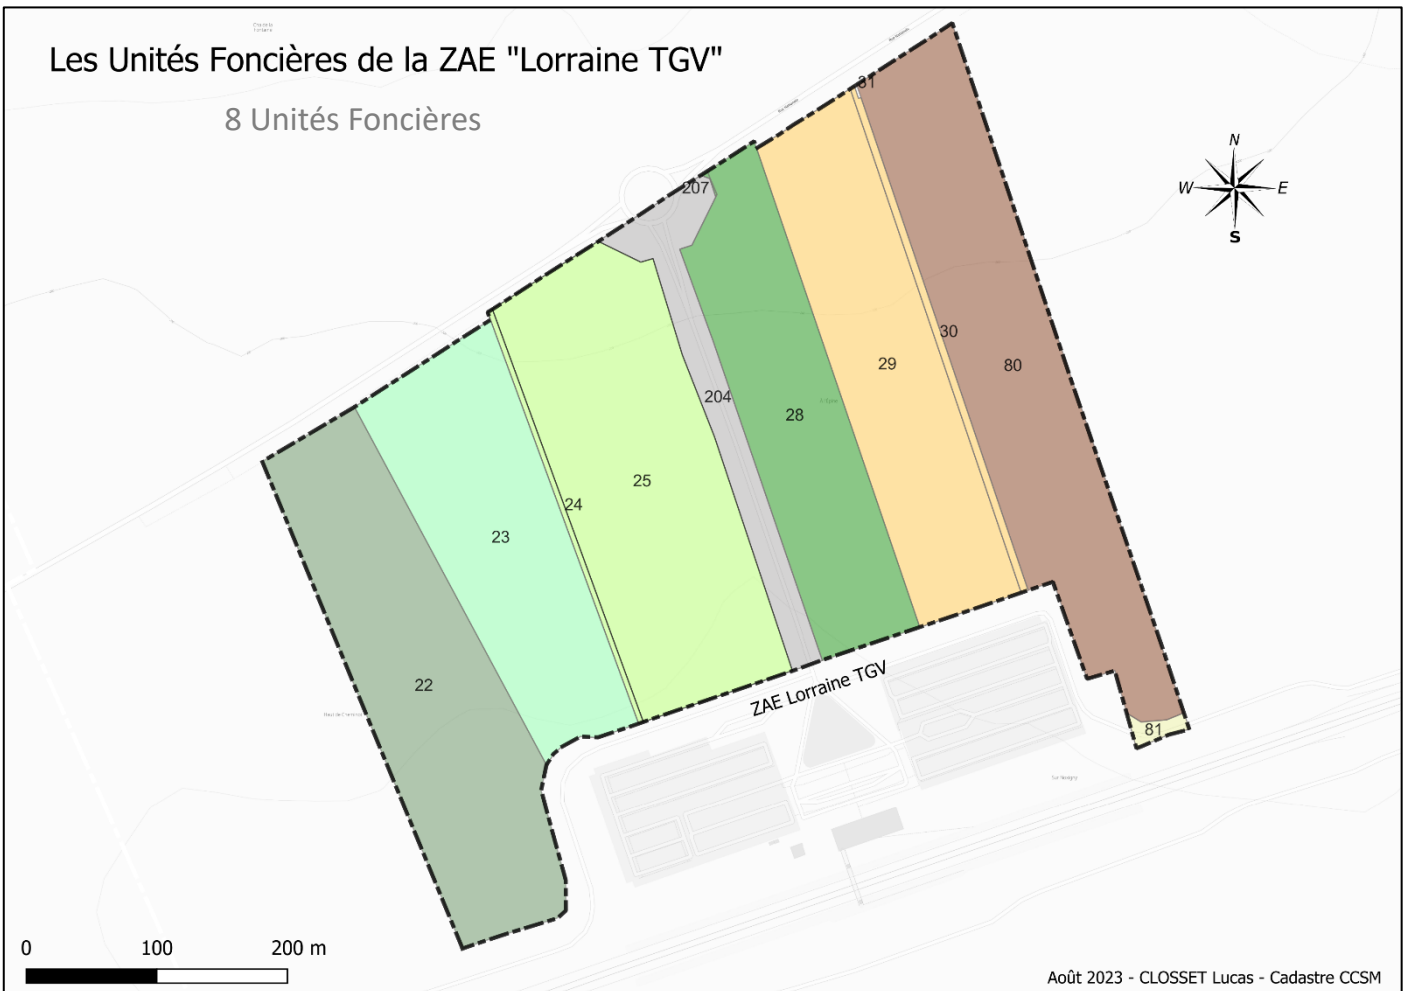 Les Unités Foncières de la ZAE "Lorraine TGV"
8 Unités Foncières
31
N
W E
S
207
30
29
80
204
28
25
24
23
22
ZAE Lorraine TGV
81
0 100 200 m
Août 2023 - CLOSSET Lucas - Cadastre CCSM